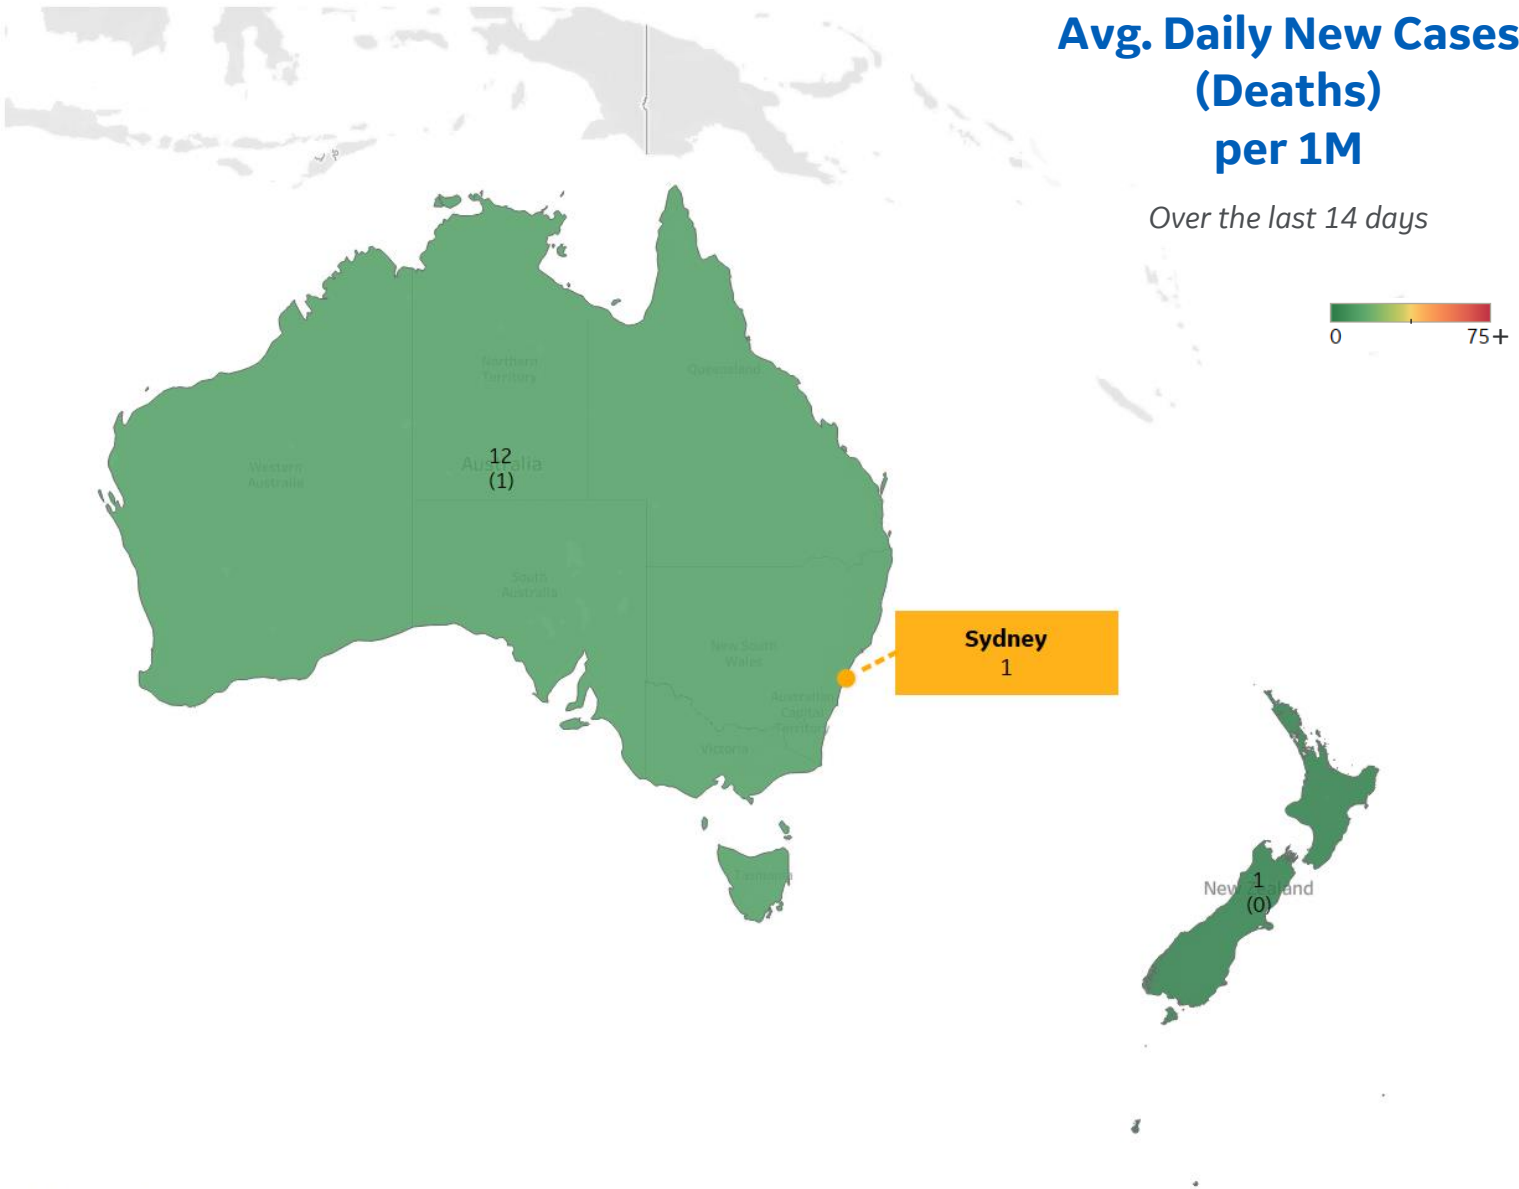 Avg. Daily New Cases
(Deaths)
per 1M
Over the last 14 days
0 75+
Northern
Territory
Queensland
12
Australia
(1)
Western
Australia
South
Australia
Sydney
1
New South
Wales
Australian
Capital
Territory
Victoria
Tasmania
1
New Zealand
(0)